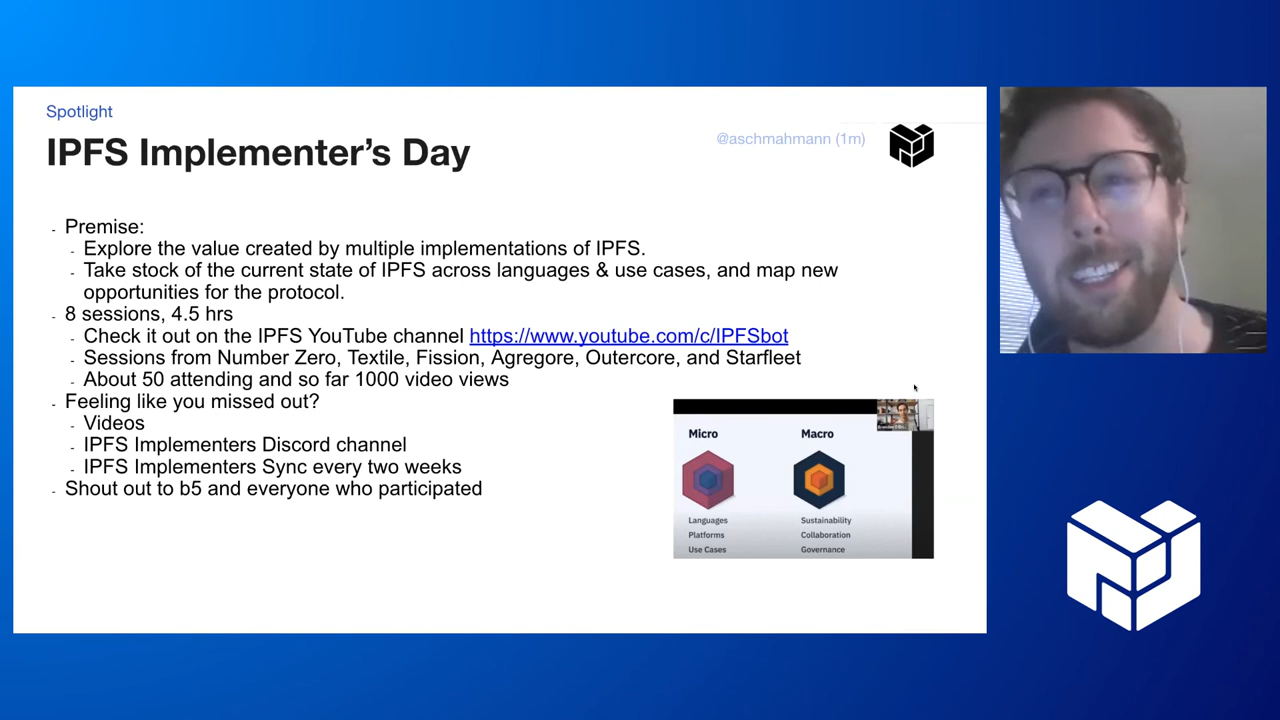 Spotlight
IPFS Implementer's Day
@aschmahmann (1m)
- Premise:
- Explore the value created by multiple implementations of IPFS.
- Take stock of the current state of IPFS across languages & use cases, and map new
opportunities for the protocol.
- 8 sessions, 4.5 hrs
- Check it out on the IPFS YouTube channel https://www.youtube.com/c/IPFSbot
- Sessions from Number Zero, Textile, Fission, Agregore, Outercore, and Starfleet
- About 50 attending and so far 1000 video views
- Feeling like you missed out?
- Videos
- IPFS Implementers Discord channel
- IPFS Implementers Sync every two weeks
- Shout out to b5 and everyone who participated
Micro
Languages
Platforms
Use Cases
Macro
Sustainability
Collaboration
Governance